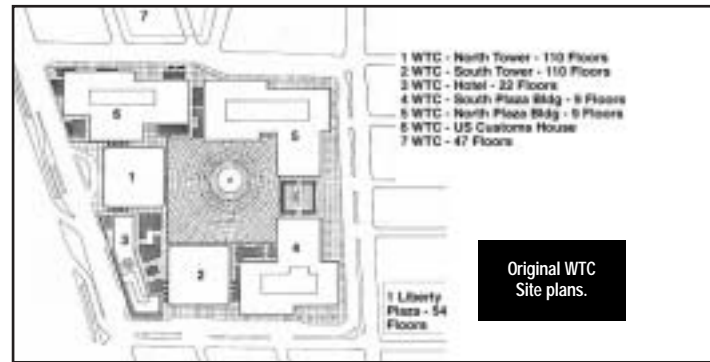 7
1 WTC - North Tower - 110 Floors
2 WTC - South Tower - 110 Floors
3 WTC - Hotel - 22 Floors
4 WTC - South Plaza Bldg - 9 Floors
5 WTC - North Plaza Bldg - 9 Floors
6 WTC - US Customs House
7 WTC - 47 Floors
6
5
1
3
4
2
1 Liberty
Plaza - 54
Floors
Original WTC
Site plans.